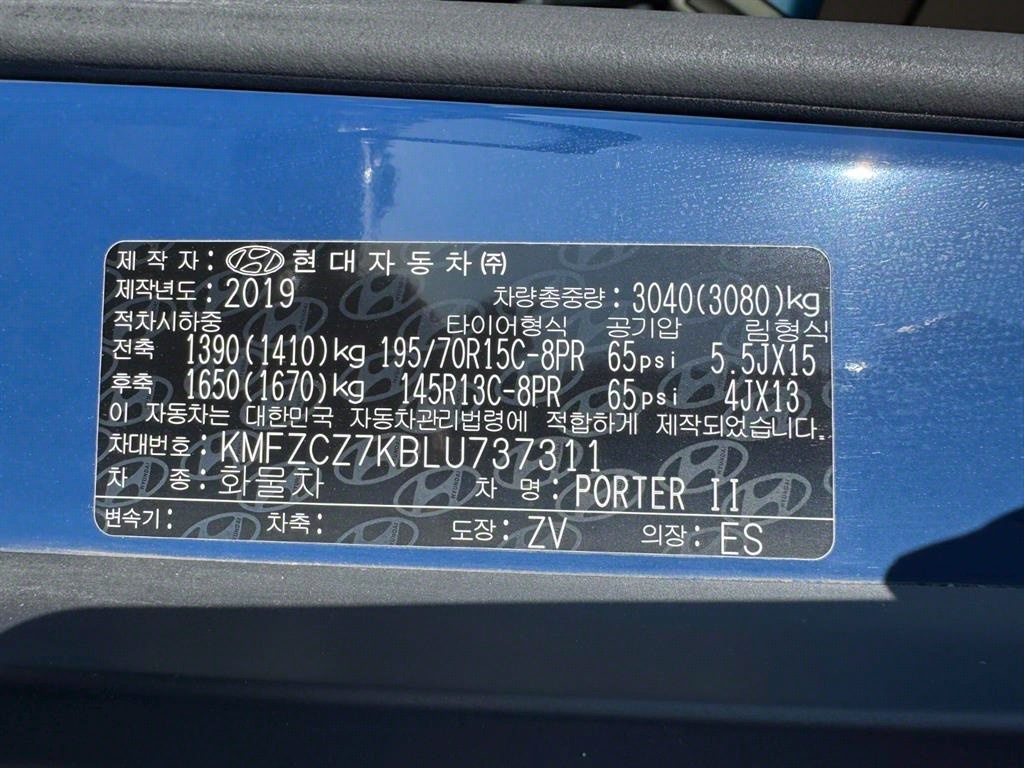 제 작 자 : 현대자동차㈜
제작년도 : 2019 차량총중량 : 3040(3080)kg
적차시하중 타이어형식 공기압 림형식
전축 1390(1410)kg 195/70R15C-8PR 65psi 5.5JX15
후축 1650(1670)kg 145R13C-8PR 65psi 4JX13
이 자동차는 대한민국 자동차관리법령에 적합하게 제작되었습니다.
차대번호 : KMFZCZ7KBLU737311
차 종 : 화물차 차 명 : PORTER II
변속기 : 차축 : 도장 : ZV 의장 : ES